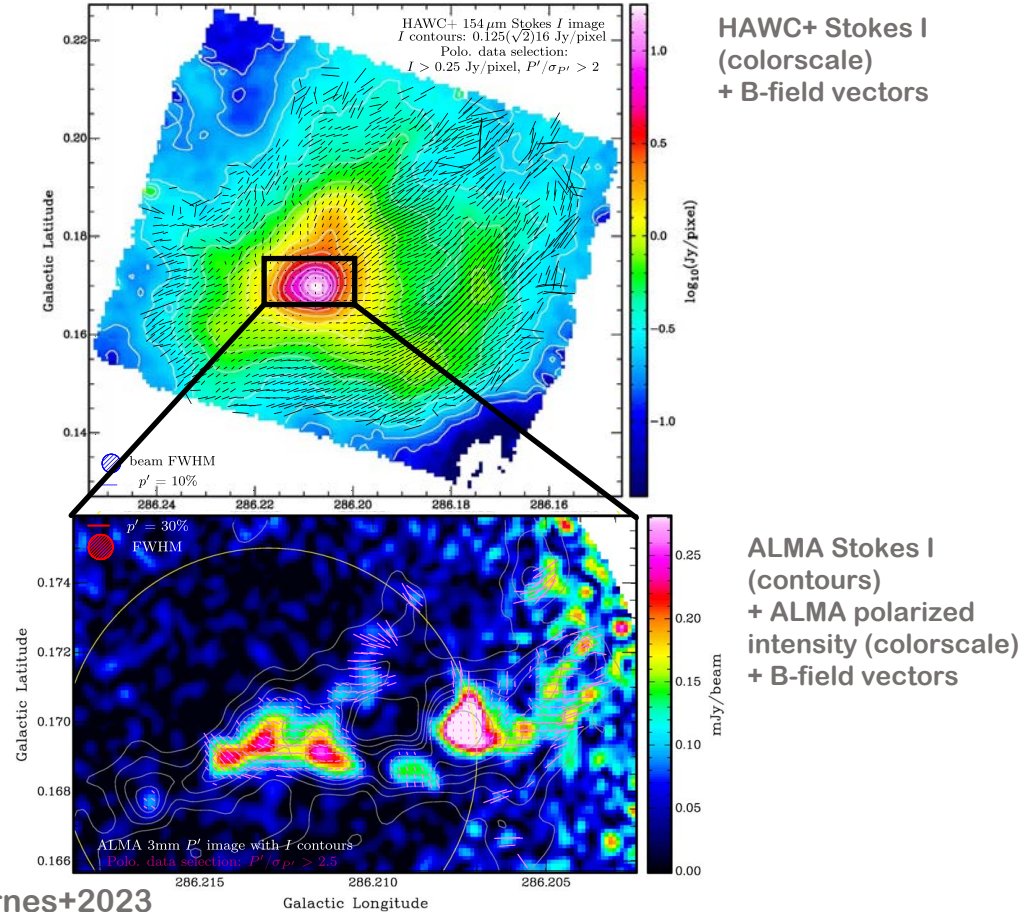 HAWC+ 154 μm Stokes I image
I contours: 0.125(√2)16 Jy/pixel
Polo. data selection:
I > 0.25 Jy/pixel, P′/σP′ > 2
HAWC+ Stokes I
(colorscale)
+ B-field vectors
0.22
0.20
0.18
0.16
0.14
Galactic Latitude
1.0
0.5
0.0
−0.5
−1.0
log10(Jy/pixel)
beam FWHM
p′ = 10%
286.24
286.22
286.20
286.18
286.16
p′ = 30%
FWHM
0.174
0.172
0.170
0.168
0.166
Galactic Latitude
0.25
0.20
0.15
0.10
0.05
0.00
mJy/beam
ALMA Stokes I
(contours)
+ ALMA polarized
intensity (colorscale)
+ B-field vectors
ALMA 3mm P′ image with I contours
Polo. data selection: P′/σP′ > 2.5
286.215
286.210
286.205
Galactic Longitude
rnes+2023